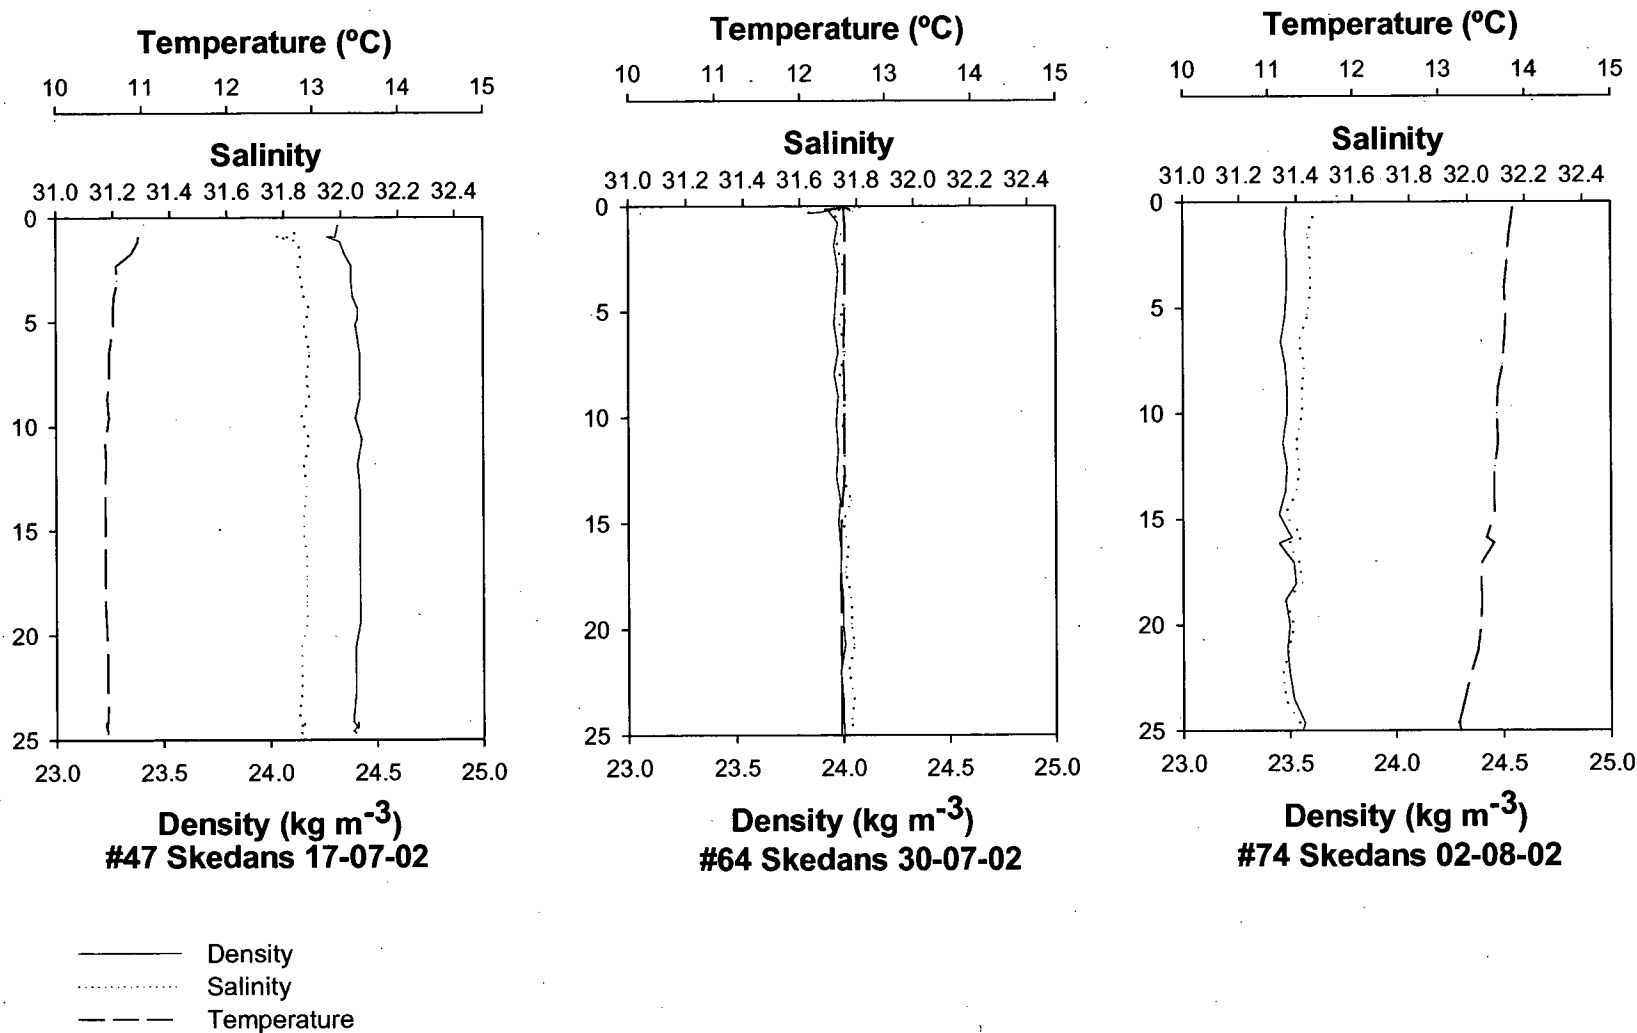 Temperature (ºC)
10 11 12 13 14 15
Salinity
31.0 31.2 31.4 31.6 31.8 32.0 32.2 32.4
0
5
10
15
20
25
23.0 23.5 24.0 24.5 25.0
Density (kg m-3)
#47 Skedans 17-07-02
Temperature (ºC)
10 11 12 13 14 15
Salinity
31.0 31.2 31.4 31.6 31.8 32.0 32.2 32.4
0
5
10
15
20
25
23.0 23.5 24.0 24.5 25.0
Density (kg m-3)
#64 Skedans 30-07-02
Temperature (ºC)
10 11 12 13 14 15
Salinity
31.0 31.2 31.4 31.6 31.8 32.0 32.2 32.4
0
5
10
15
20
25
23.0 23.5 24.0 24.5 25.0
Density (kg m-3)
#74 Skedans 02-08-02
Density
Salinity
Temperature